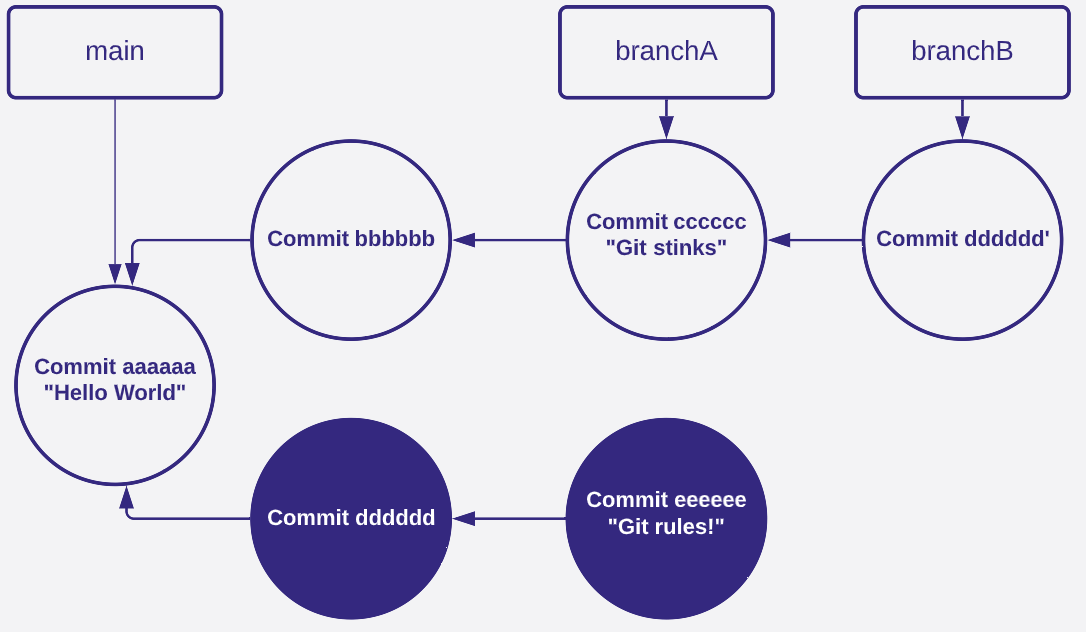 main
branchA
branchB
Commit bbbbbb
Commit cccccc
"Git stinks"
Commit dddddd'
Commit aaaaaa
"Hello World"
Commit dddddd
Commit eeeeee
"Git rules!"